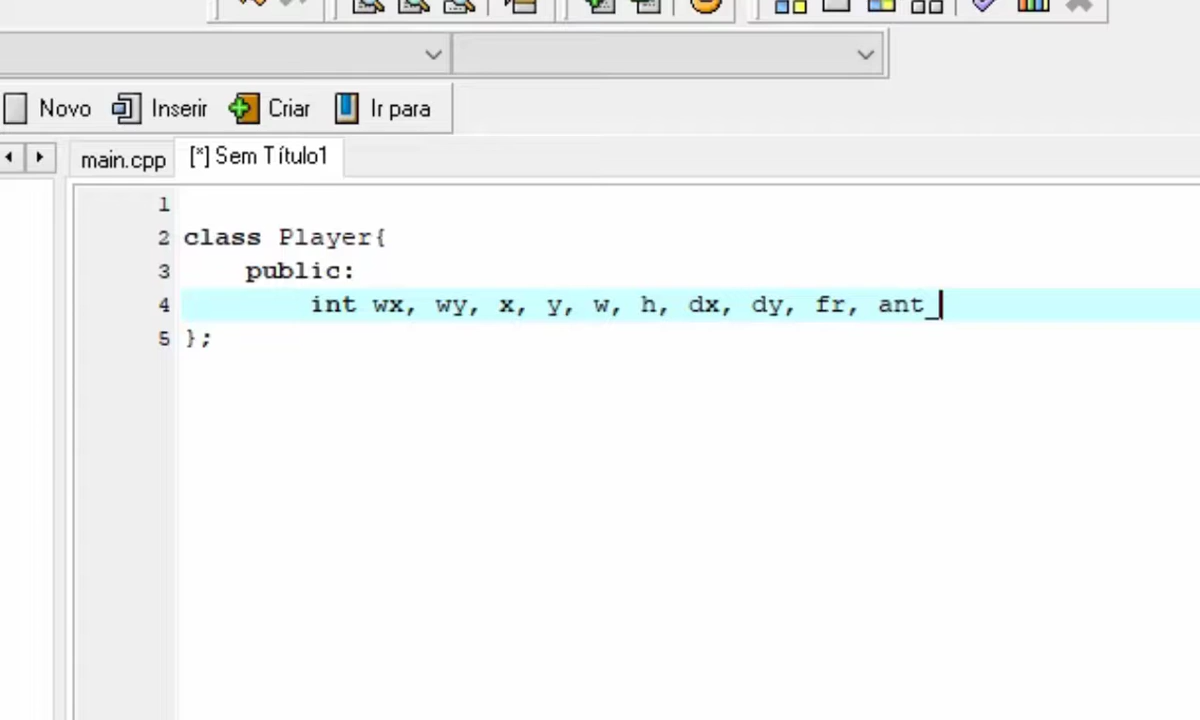 Novo Inserir Criar Ir para
main.cpp [*] Sem Título1
1
2 class Player{
3 public:
4 int wx, wy, x, y, w, h, dx, dy, fr, ant_
5 };